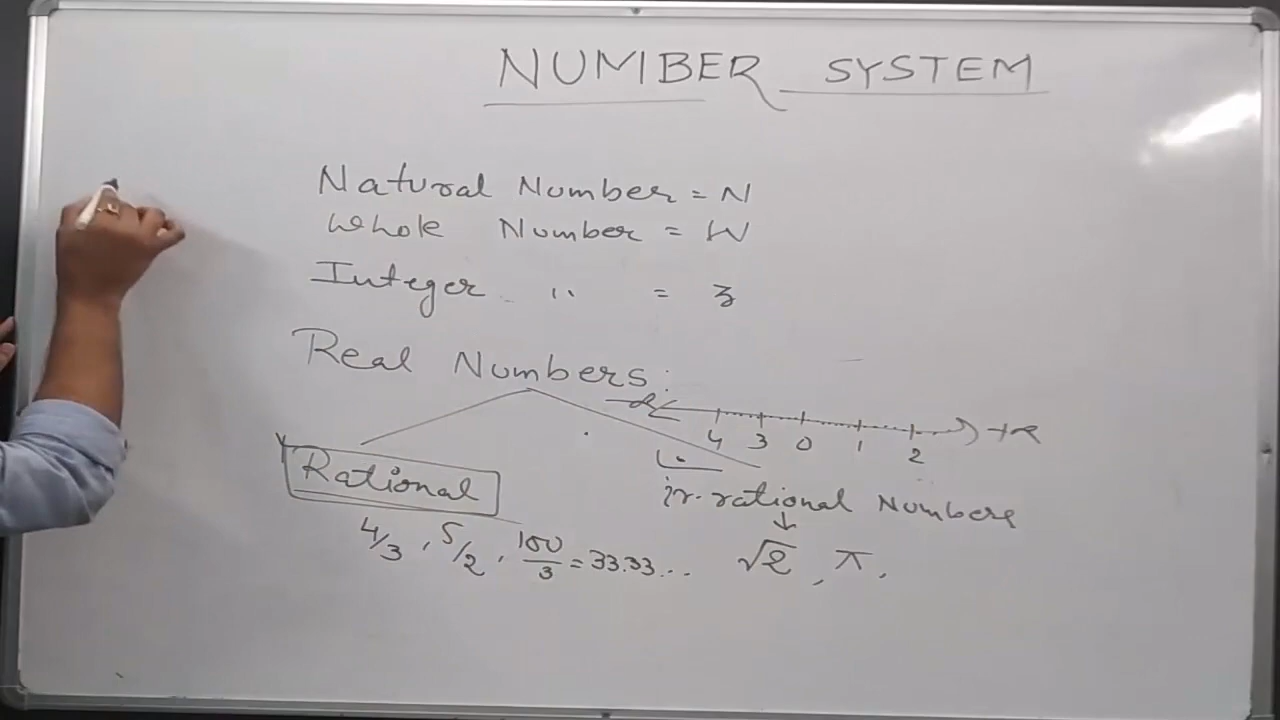 NUMBER SYSTEM
Natural Number = N
Whole Number = W
Integer " = z
Real Numbers:
-∝ 4 3 0 1 2 +∝
Rational
ir-rational Numbers
4/3, 5/2, 100/3 = 33.33...
√2, π.